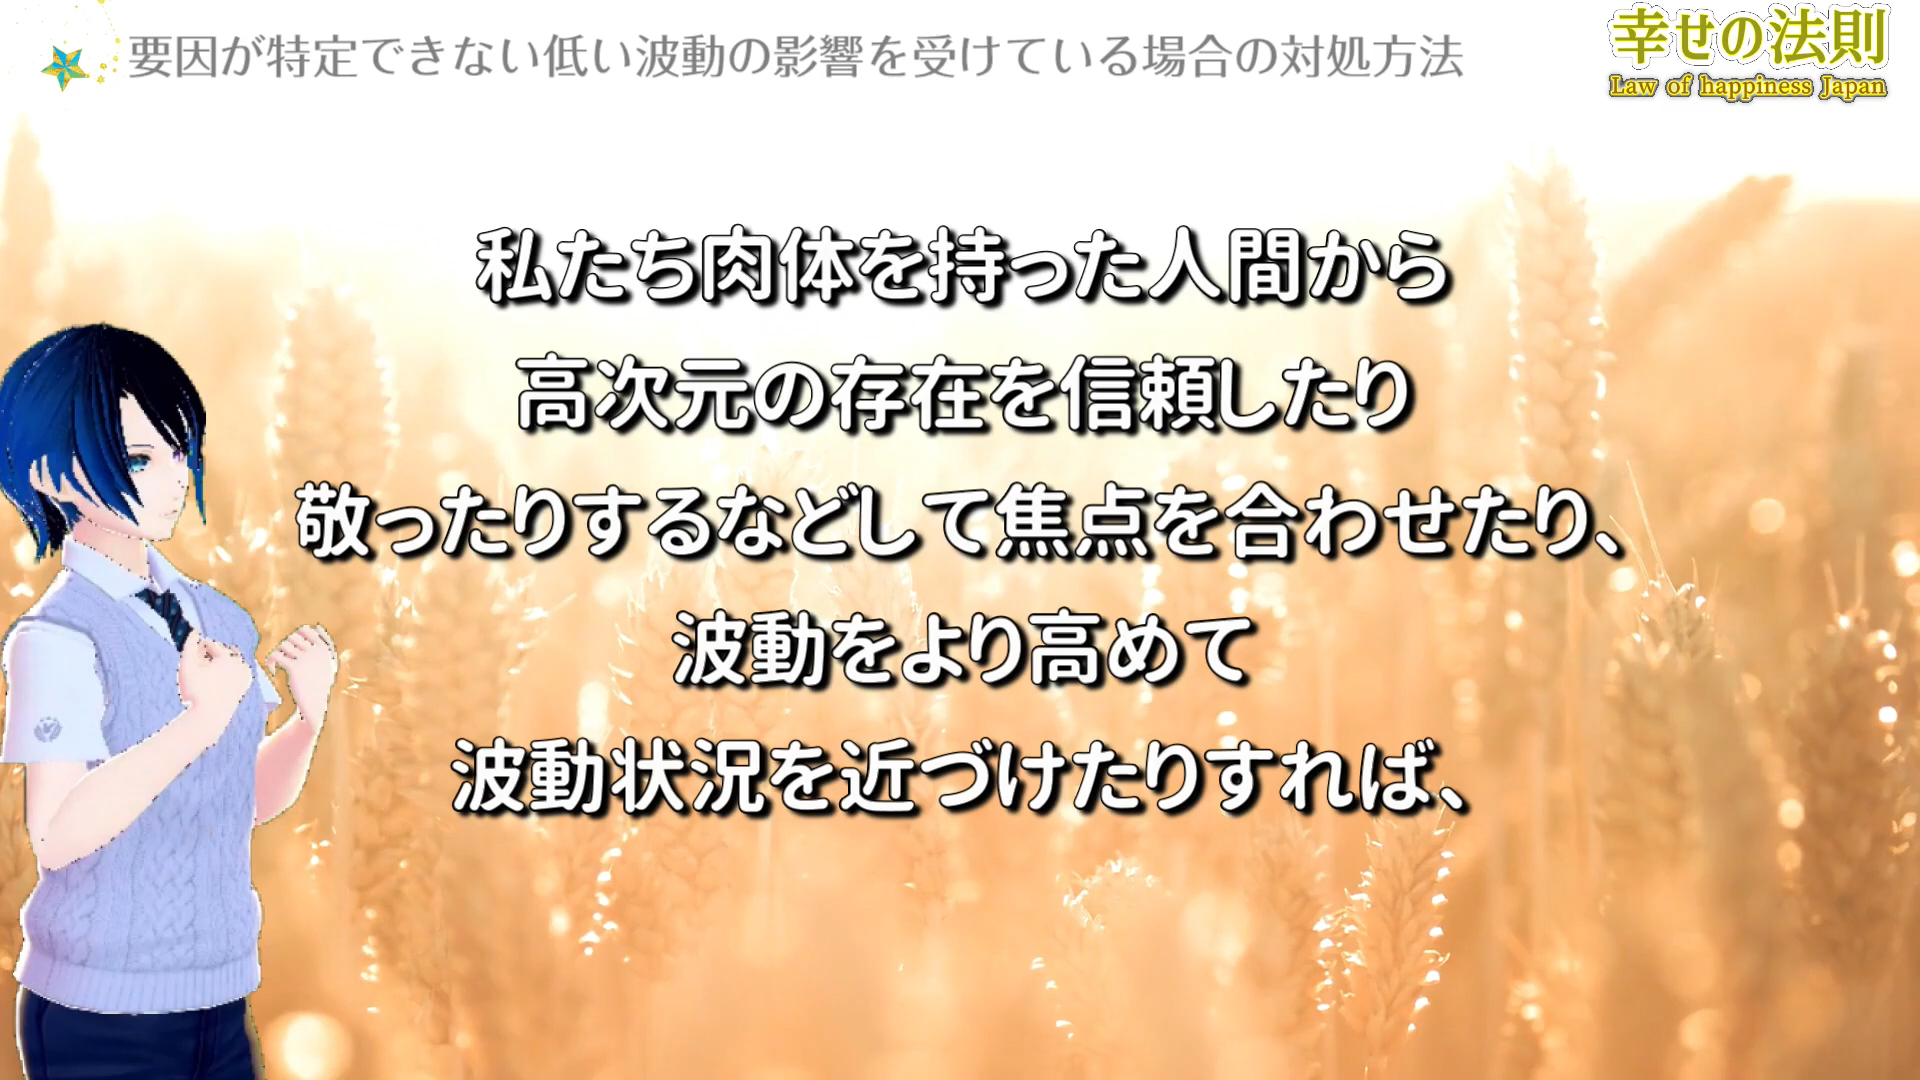 要因が特定できない低い波動の影響を受けている場合の対処方法
幸せの法則
Law of happiness Japan
私たち肉体を持った人間から
高次元の存在を信頼したり
敬ったりするなどして焦点を合わせたり、
波動をより高めて
波動状況を近づけたりすれば、